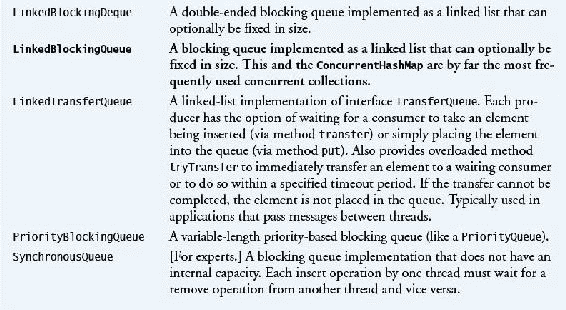 LinkedBlockingDeque A double-ended blocking queue implemented as a linked list that can
optionally be fixed in size.
LinkedBlockingQueue A blocking queue implemented as a linked list that can optionally be
fixed in size. This and the ConcurrentHashMap are by far the most fre-
quently used concurrent collections.
LinkedTransferQueue A linked-list implementation of interface TransferQueue. Each pro-
ducer has the option of waiting for a consumer to take an element
being inserted (via method transfer) or simply placing the element
into the queue (via method put). Also provides overloaded method
tryTransfer to immediately transfer an element to a waiting consumer
or to do so within a specified timeout period. If the transfer cannot be
completed, the element is not placed in the queue. Typically used in
applications that pass messages between threads.
PriorityBlockingQueue A variable-length priority-based blocking queue (like a PriorityQueue).
SynchronousQueue [For experts.] A blocking queue implementation that does not have an
internal capacity. Each insert operation by one thread must wait for a
remove operation from another thread and vice versa.